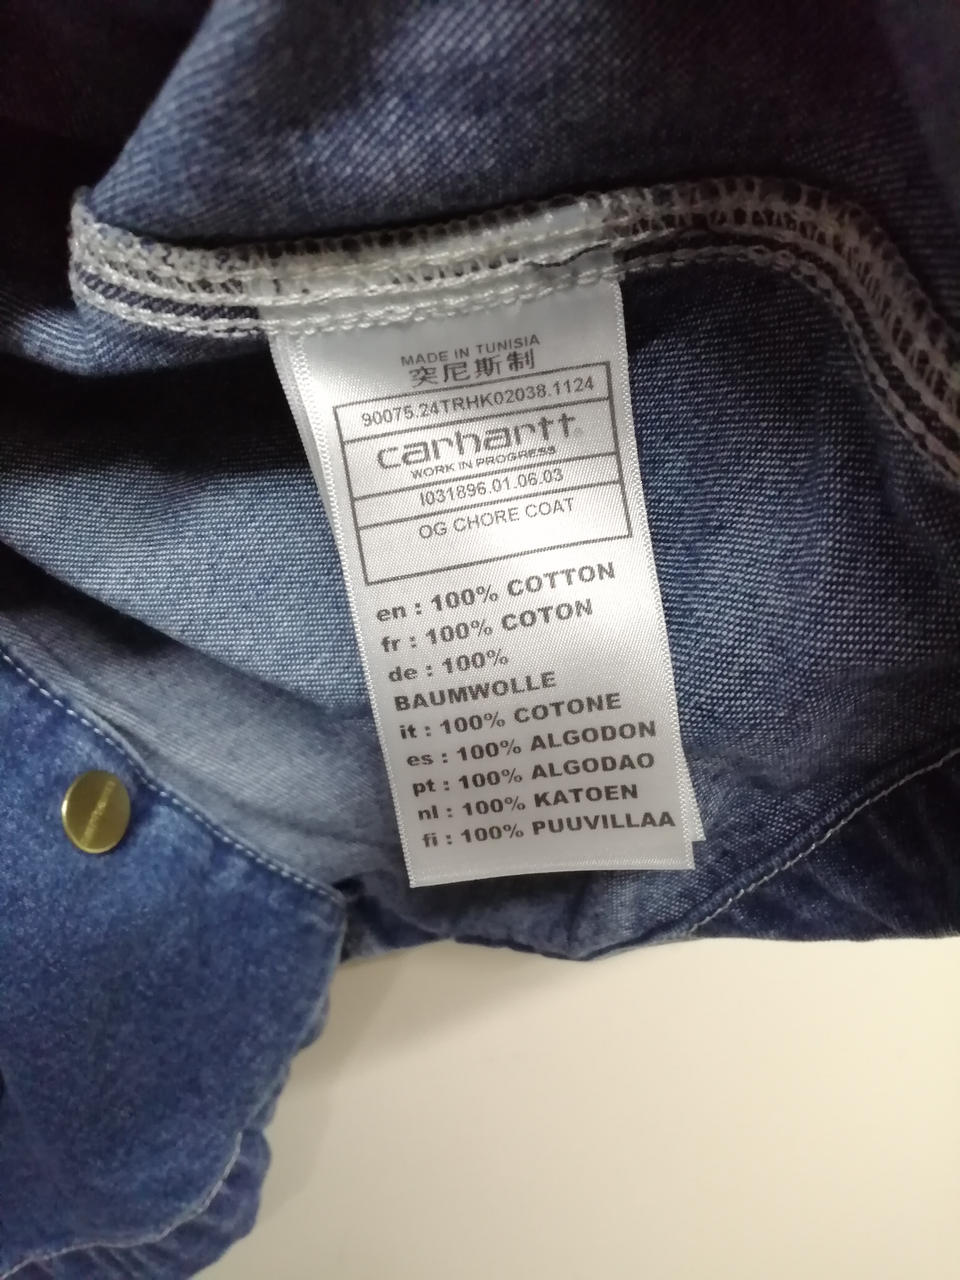 MADE IN TUNISIA
突尼斯制
90075.24TRHK02038.1124
carhartt
WORK IN PROGRESS
I031896.01.06.03
OG CHORE COAT
en : 100% COTTON
fr : 100% COTON
de : 100%
BAUMWOLLE
it : 100% COTONE
es : 100% ALGODON
pt : 100% ALGODAO
nl : 100% KATOEN
fi : 100% PUUVILLAA